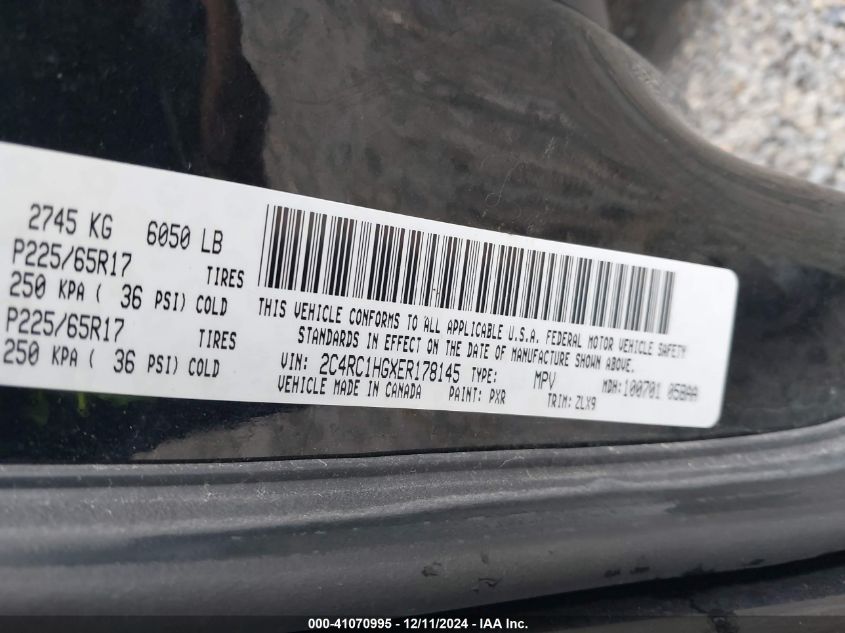 2745 KG 6050 LB
P225/65R17 TIRES
250 KPA ( 36 PSI) COLD
P225/65R17 TIRES
250 KPA ( 36 PSI) COLD
THIS VEHICLE CONFORMS TO ALL APPLICABLE U.S.A. FEDERAL MOTOR VEHICLE SAFETY
STANDARDS IN EFFECT ON THE DATE OF MANUFACTURE SHOWN ABOVE.
VIN: 2C4RC1HGXER178145 TYPE: MPV MDH:100701 05BAA
VEHICLE MADE IN CANADA PAINT: PXR TRIM: ZLX9
000-41070995 - 12/11/2024 - IAA Inc.